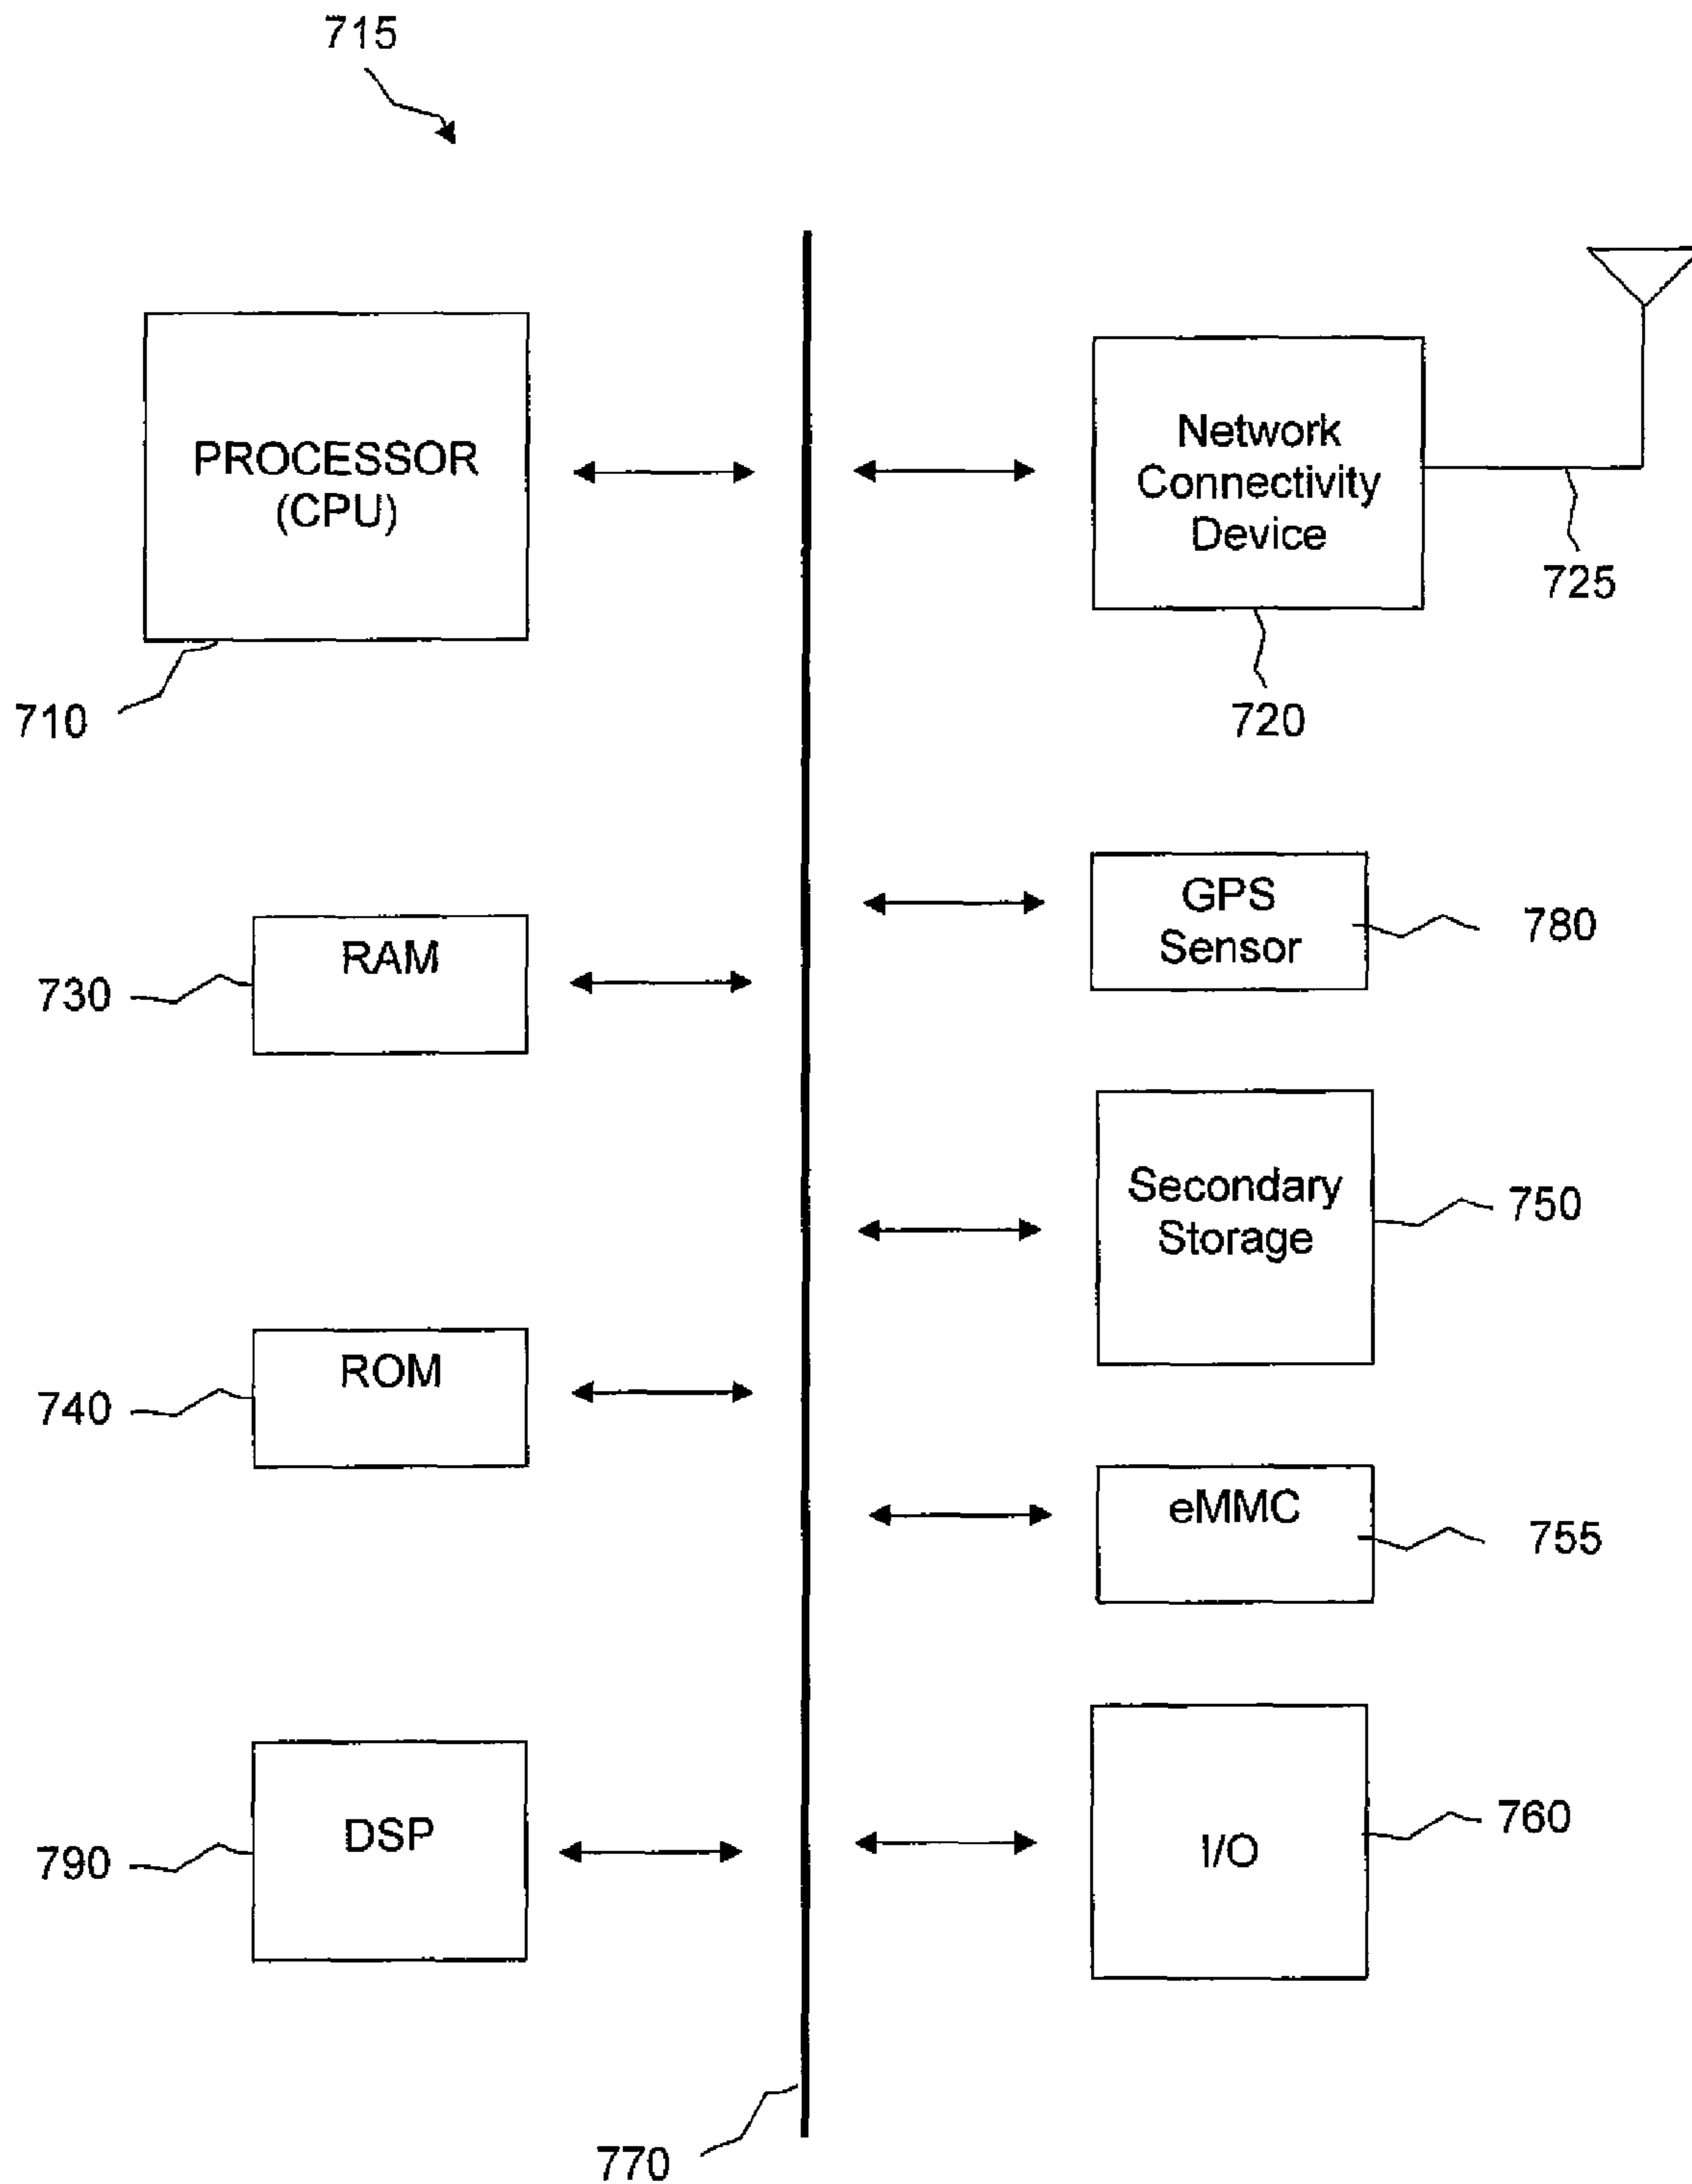 715
PROCESSOR
(CPU)
710
Network
Connectivity
Device
725
720
GPS
Sensor
780
RAM
730
Secondary
Storage
750
ROM
740
eMMC
755
DSP
790
I/O
760
770